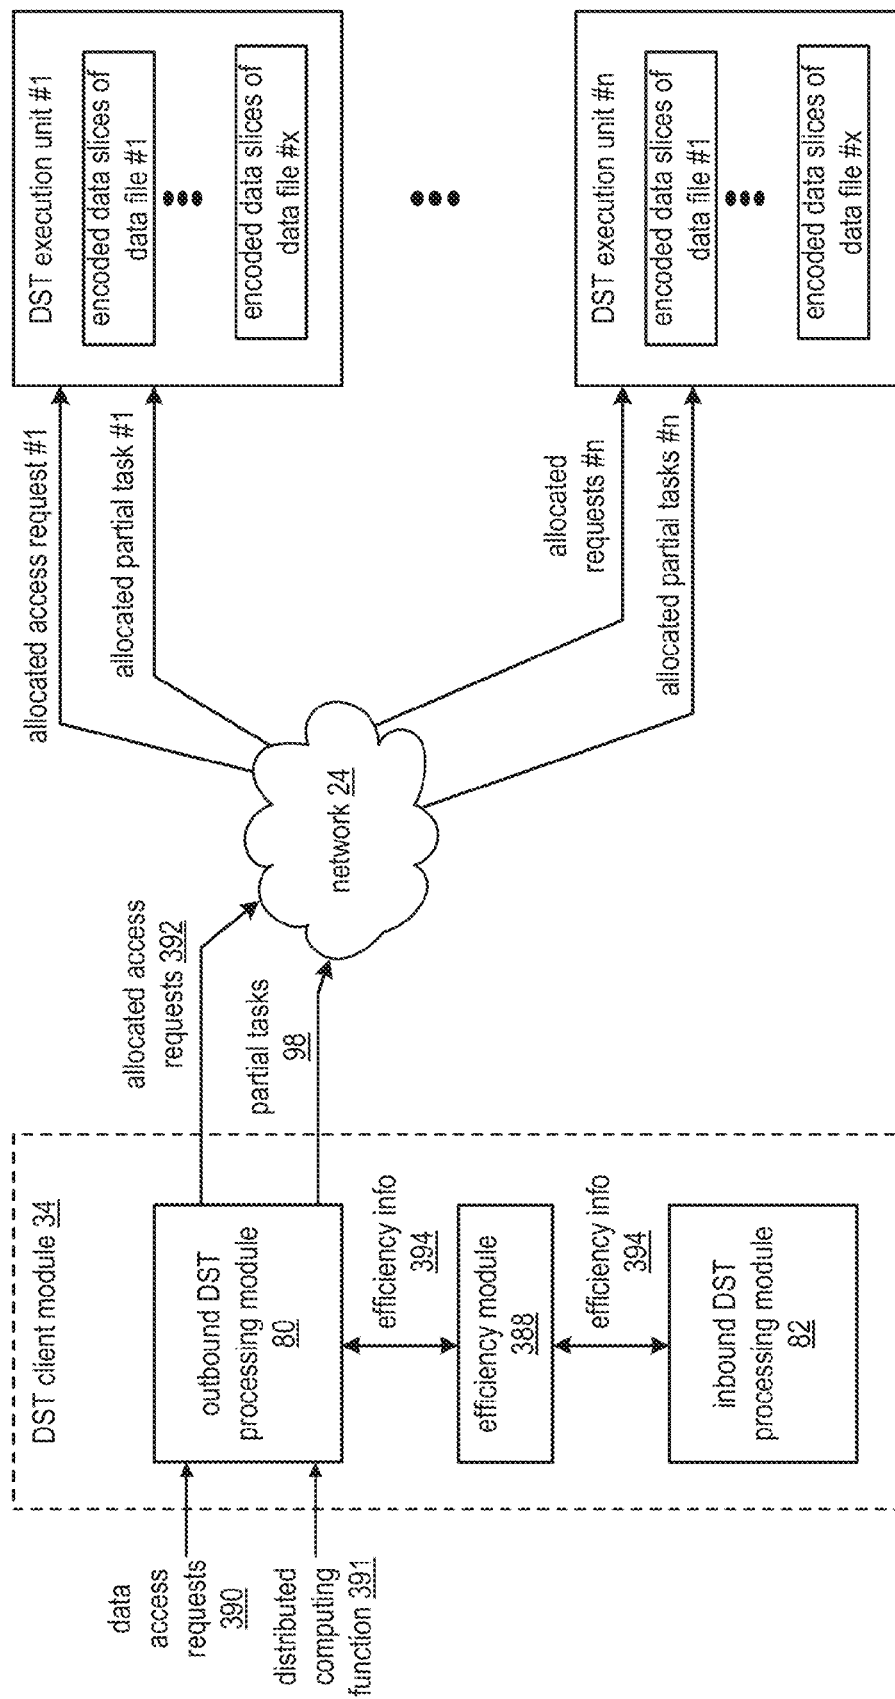 DST client module 34
data
access
requests 390
distributed
computing
function 391
outbound DST
processing module
80
efficiency info
394
efficiency module
388
efficiency info
394
inbound DST
processing module
82
allocated access
requests 392
partial tasks
98
network 24
allocated access request #1
allocated partial task #1
allocated
requests #n
allocated partial tasks #n
DST execution unit #1
encoded data slices of
data file #1
encoded data slices of
data file #x
DST execution unit #n
encoded data slices of
data file #1
encoded data slices of
data file #x